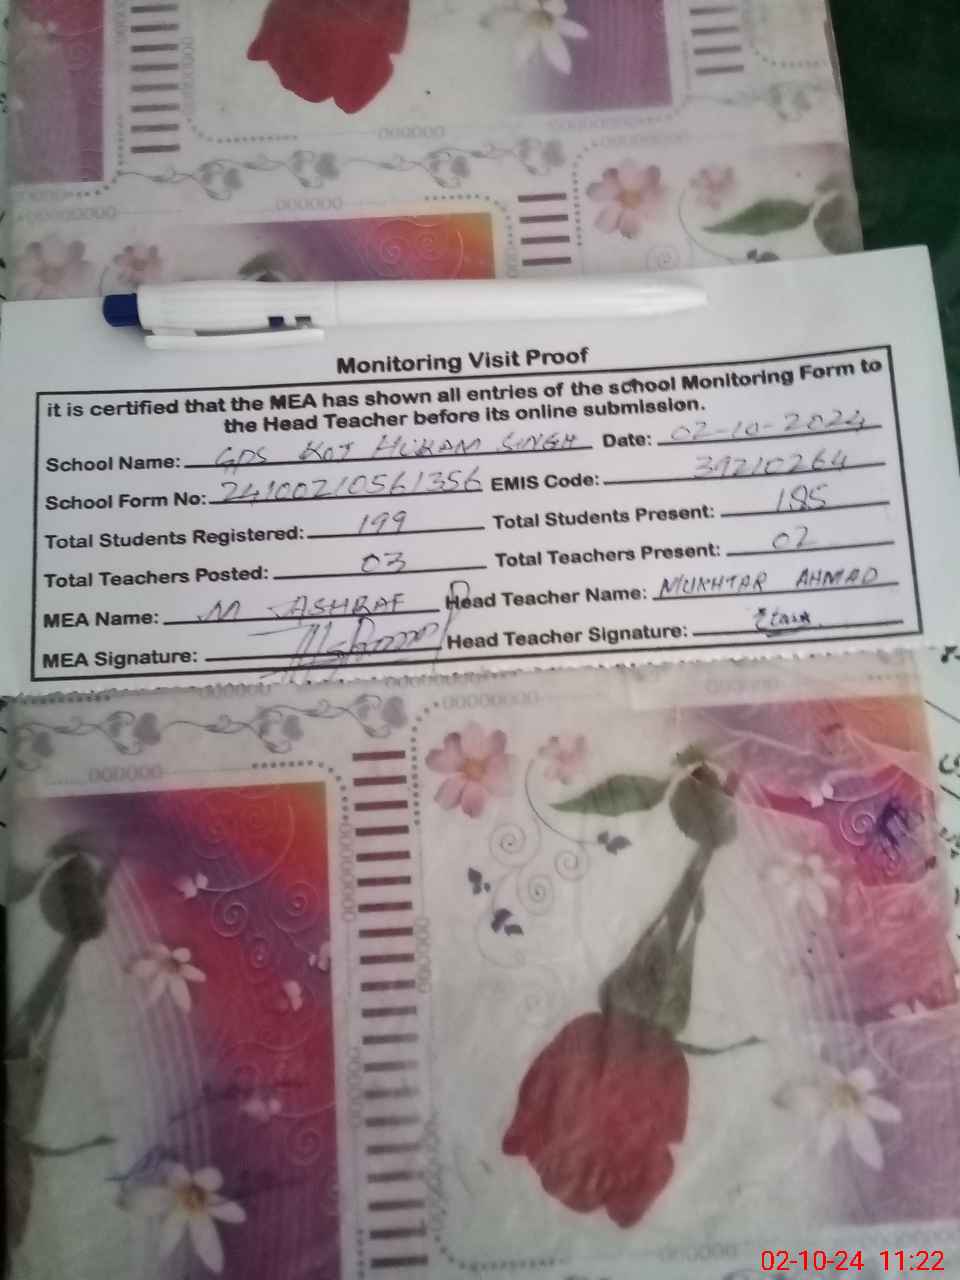 Monitoring Visit Proof
it is certified that the MEA has shown all entries of the school Monitoring Form to
the Head Teacher before its online submission.
School Name: GPS KOT HUKAM SINGH Date: 02-10-2024
School Form No: 24100210561356 EMIS Code: 39210264
Total Students Registered: 199 Total Students Present: 185
Total Teachers Posted: 03 Total Teachers Present: 02
MEA Name: M ASHRAF Head Teacher Name: MUKHTAR AHMAD
MEA Signature: Head Teacher Signature:
02-10-24 11:22